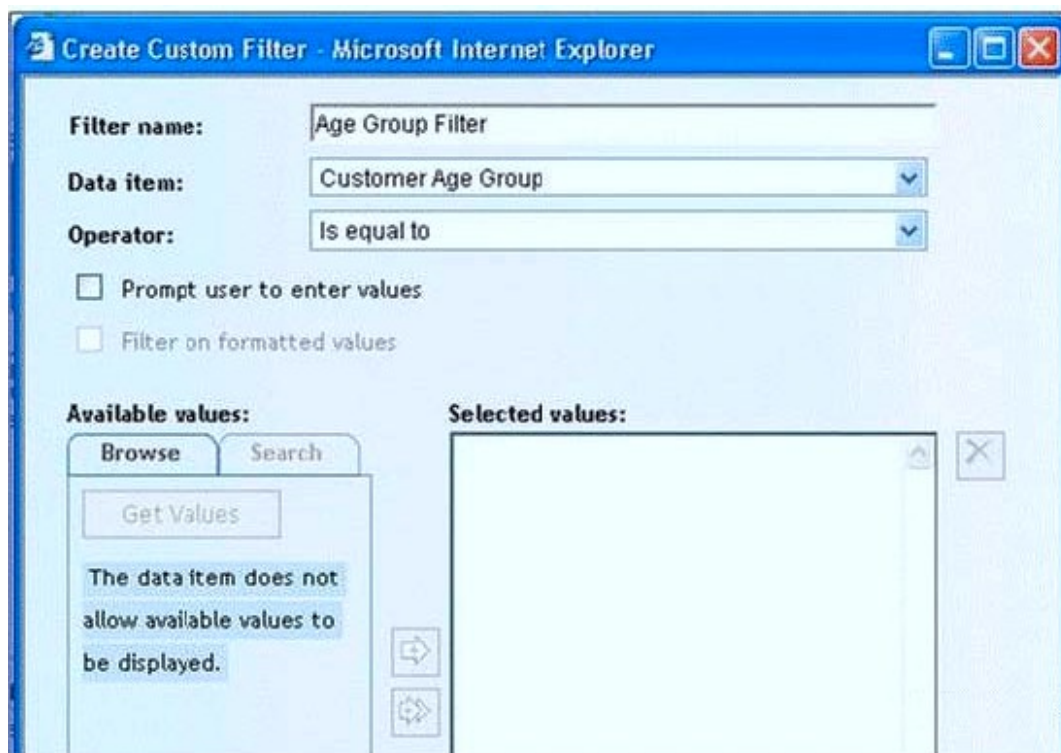 Create Custom Filter - Microsoft Internet Explorer
Filter name: Age Group Filter
Data item: Customer Age Group
Operator: Is equal to
Prompt user to enter values
Filter on formatted values
Available values: Selected values:
Browse Search
Get Values
The data item does not
allow available values to
be displayed.